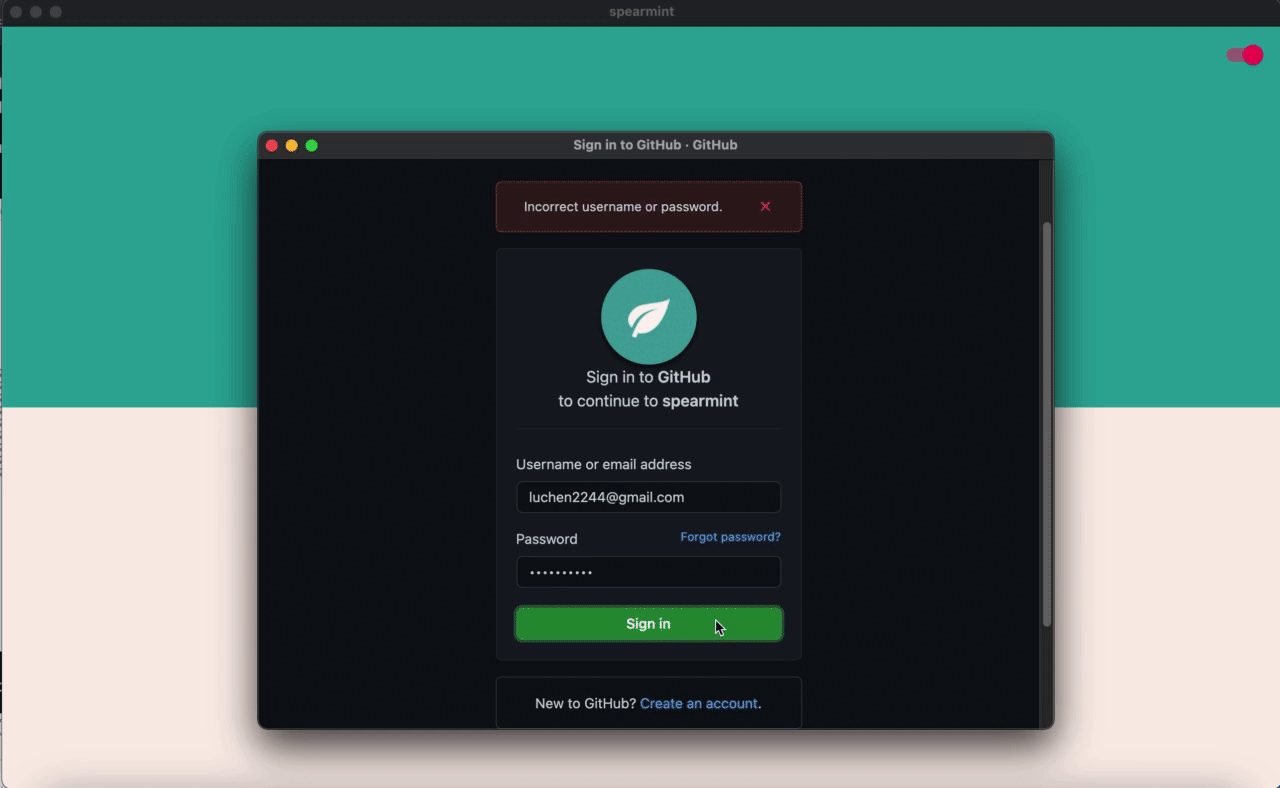 spearmint
Sign in to GitHub · GitHub
Incorrect username or password.
Sign in to GitHub
to continue to spearmint
Username or email address
luchen2244@gmail.com
Password
Forgot password?
••••••••••
Sign in
New to GitHub? Create an account.